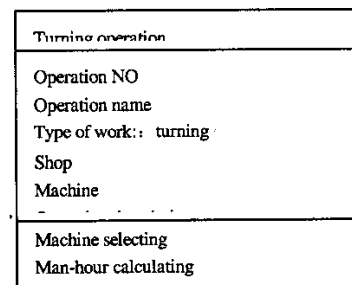 Turning operation
Operation NO
Operation name
Type of work:: turning
Shop
Machine
Machine selecting
Man-hour calculating